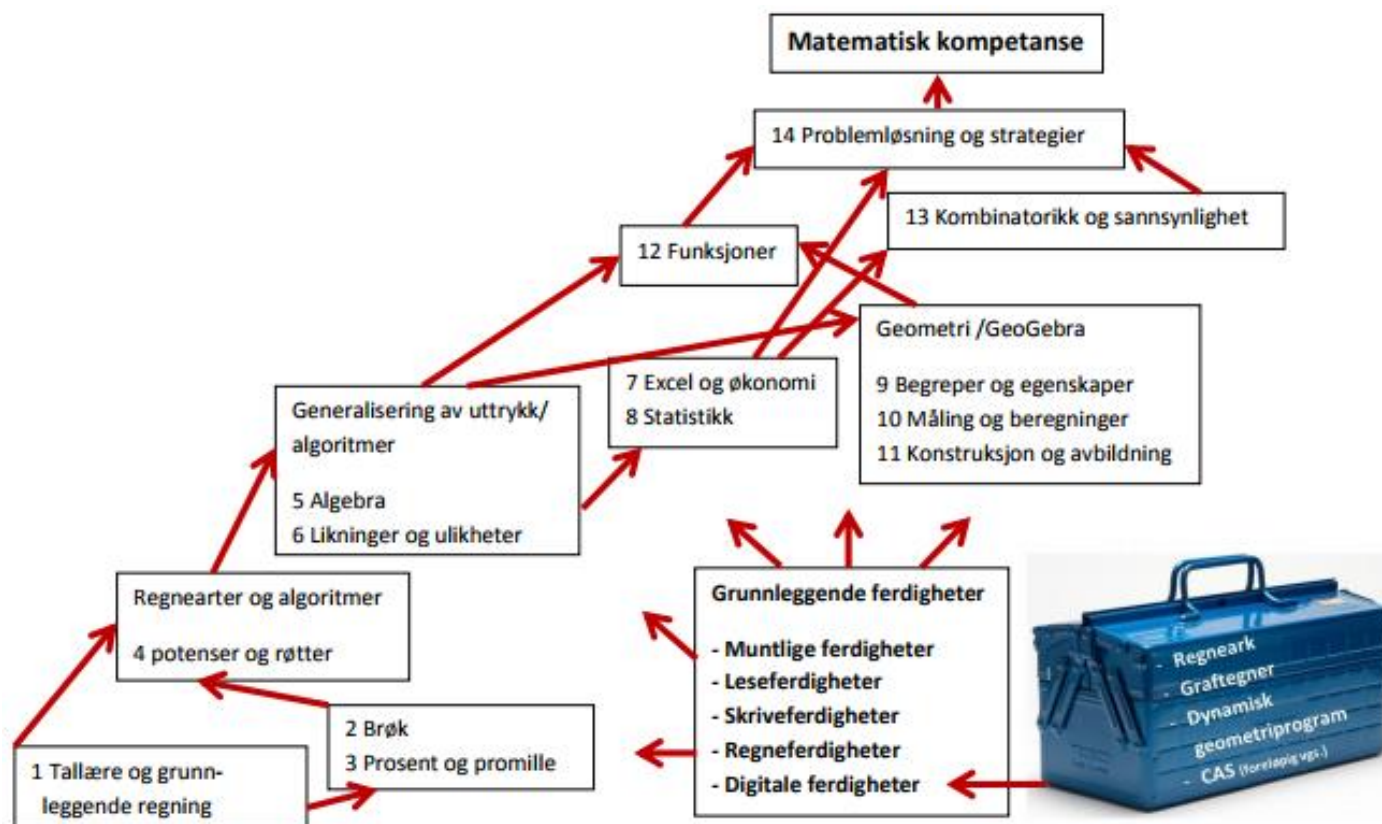 Matematisk kompetanse
14 Problemløsning og strategier
13 Kombinatorikk og sannsynlighet
12 Funksjoner
Geometri /GeoGebra
9 Begreper og egenskaper
10 Måling og beregninger
11 Konstruksjon og avbildning
7 Excel og økonomi
8 Statistikk
Generalisering av uttrykk/
algoritmer
5 Algebra
6 Likninger og ulikheter
Regnearter og algoritmer
4 potenser og røtter
2 Brøk
3 Prosent og promille
1 Tallære og grunn-
leggende regning
Grunnleggende ferdigheter
- Muntlige ferdigheter
- Leseferdigheter
- Skriveferdigheter
- Regneferdigheter
- Digitale ferdigheter
- Regneark
- Graftegner
- Dynamisk
geometriprogram
- CAS (foreløpig vgs.)